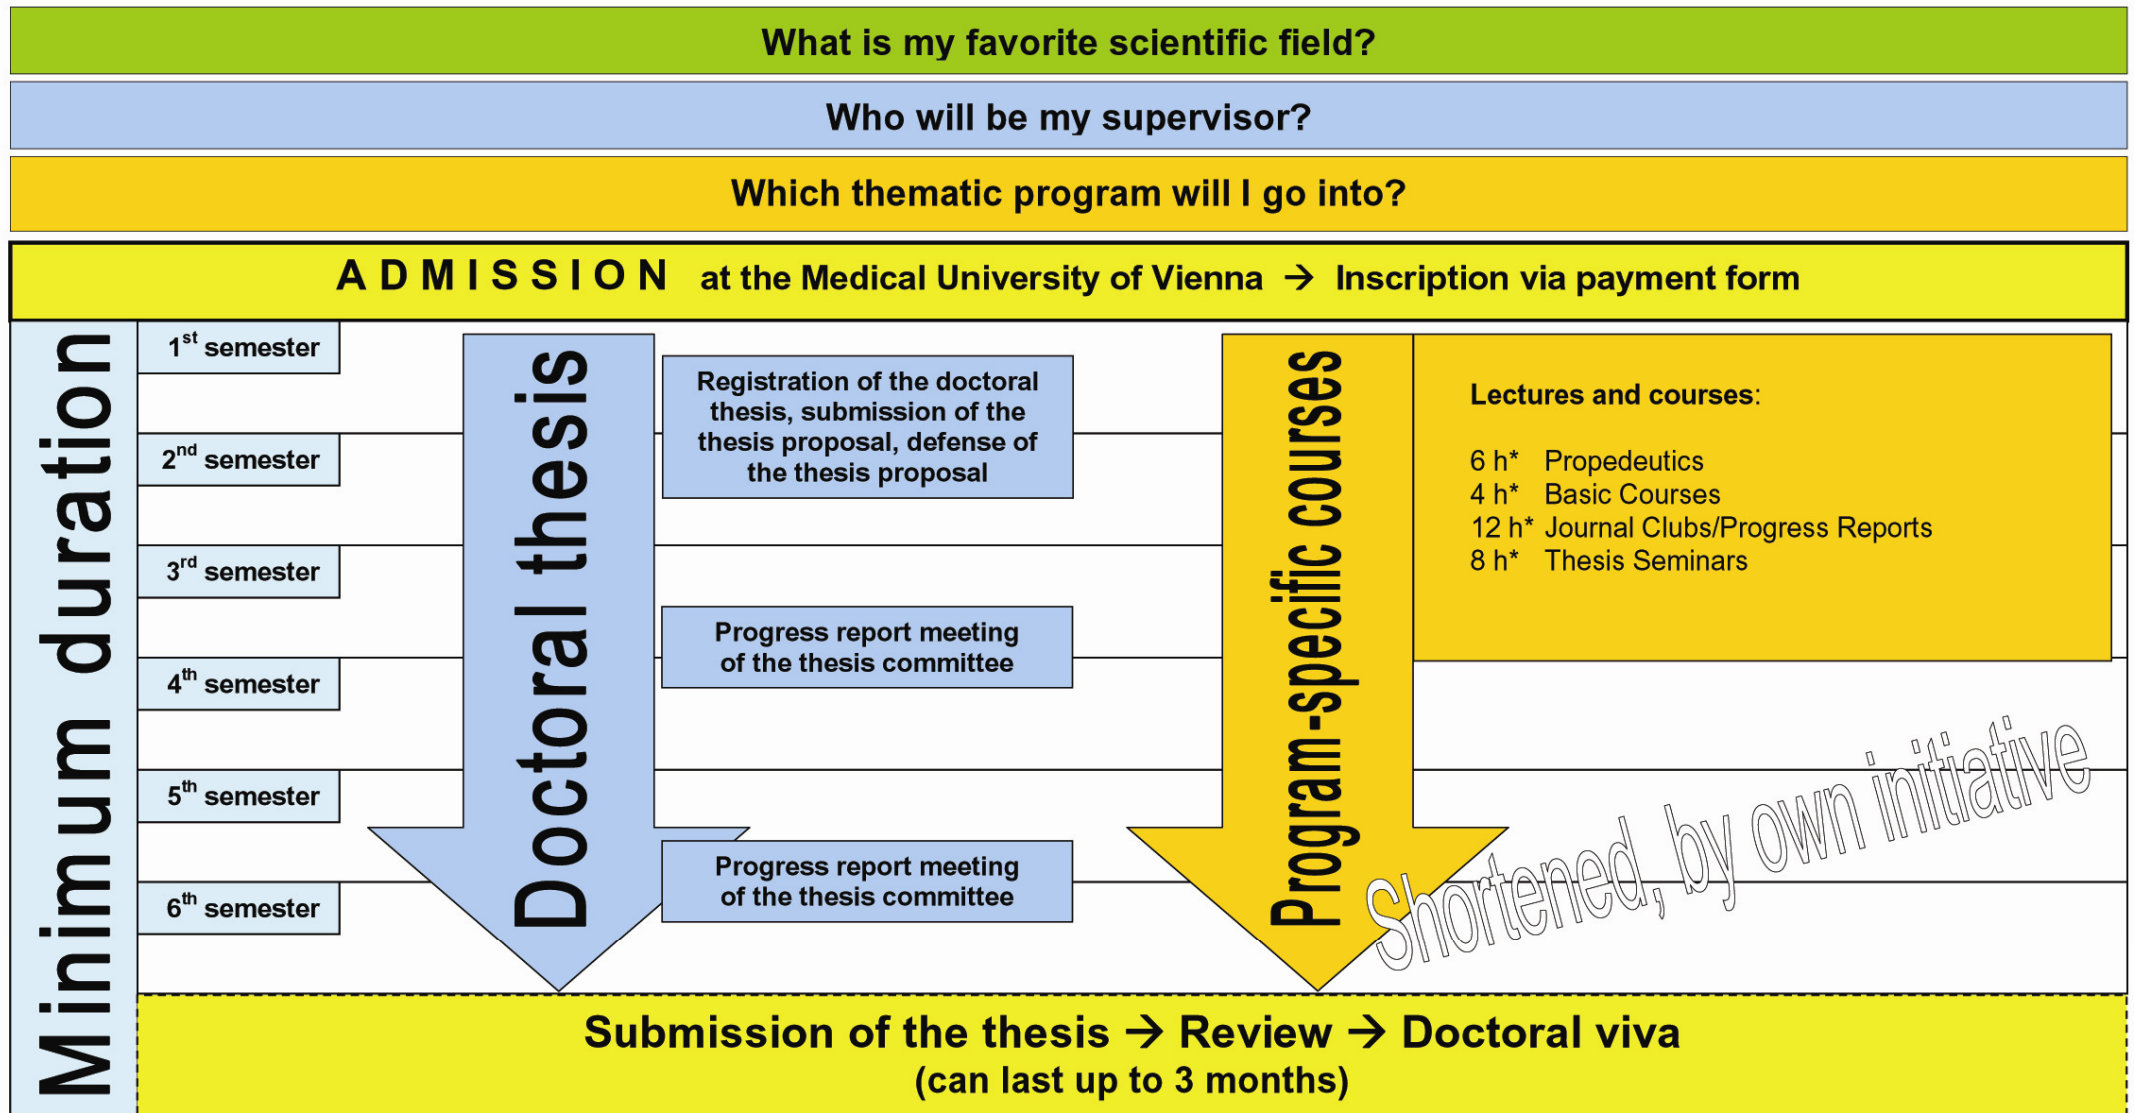 What is my favorite scientific field?
Who will be my supervisor?
Which thematic program will I go into?
ADMISSION at the Medical University of Vienna → Inscription via payment form
Minimum duration
1st semester
2nd semester
3rd semester
4th semester
5th semester
6th semester
Doctoral thesis
Registration of the doctoral
thesis, submission of the
thesis proposal, defense of
the thesis proposal
Progress report meeting
of the thesis committee
Progress report meeting
of the thesis committee
Program-specific courses
Lectures and courses:
6 h* Propedeutics
4 h* Basic Courses
12 h* Journal Clubs/Progress Reports
8 h* Thesis Seminars
Shortened, by own initiative
Submission of the thesis → Review → Doctoral viva
(can last up to 3 months)